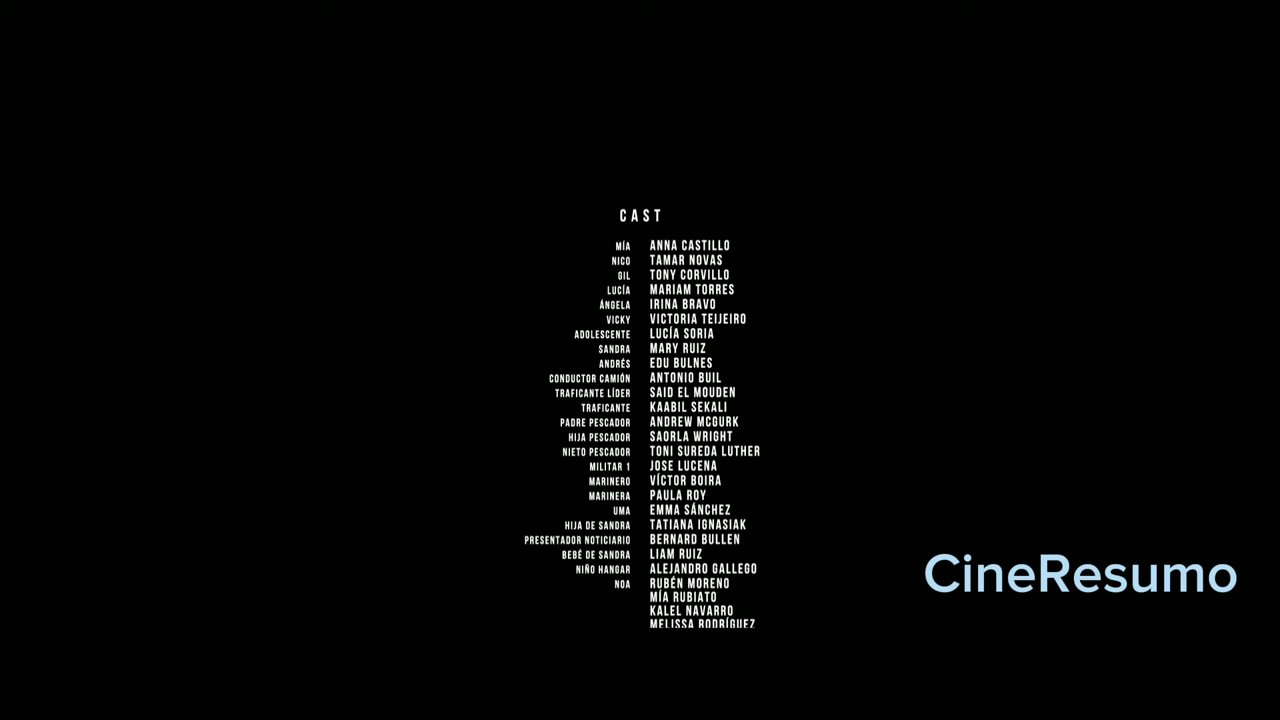 CAST
MÍA ANNA CASTILLO
NICO TAMAR NOVAS
GIL TONY CORVILLO
LUCÍA MARIAM TORRES
ÁNGELA IRINA BRAVO
VICKY VICTORIA TEIJEIRO
ADOLESCENTE LUCÍA SORIA
SANDRA MARY RUIZ
ANDRÉS EDU BULNES
CONDUCTOR CAMIÓN ANTONIO BUIL
TRAFICANTE LÍDER SAID EL MOUDEN
TRAFICANTE KAABIL SEKALI
PADRE PESCADOR ANDREW MCGURK
HIJA PESCADOR SAORLA WRIGHT
NIETO PESCADOR TONI SUREDA LUTHER
MILITAR 1 JOSE LUCENA
MARINERO VÍCTOR BOIRA
MARINERA PAULA ROY
UMA EMMA SÁNCHEZ
HIJA DE SANDRA TATIANA IGNASIAK
PRESENTADOR NOTICIARIO BERNARD BULLEN
BEBÉ DE SANDRA LIAM RUIZ
NIÑO HANGAR ALEJANDRO GALLEGO
NOA RUBÉN MORENO
MÍA RUBIATO
KALEL NAVARRO
MELISSA RODRÍGUEZ
CineResumo